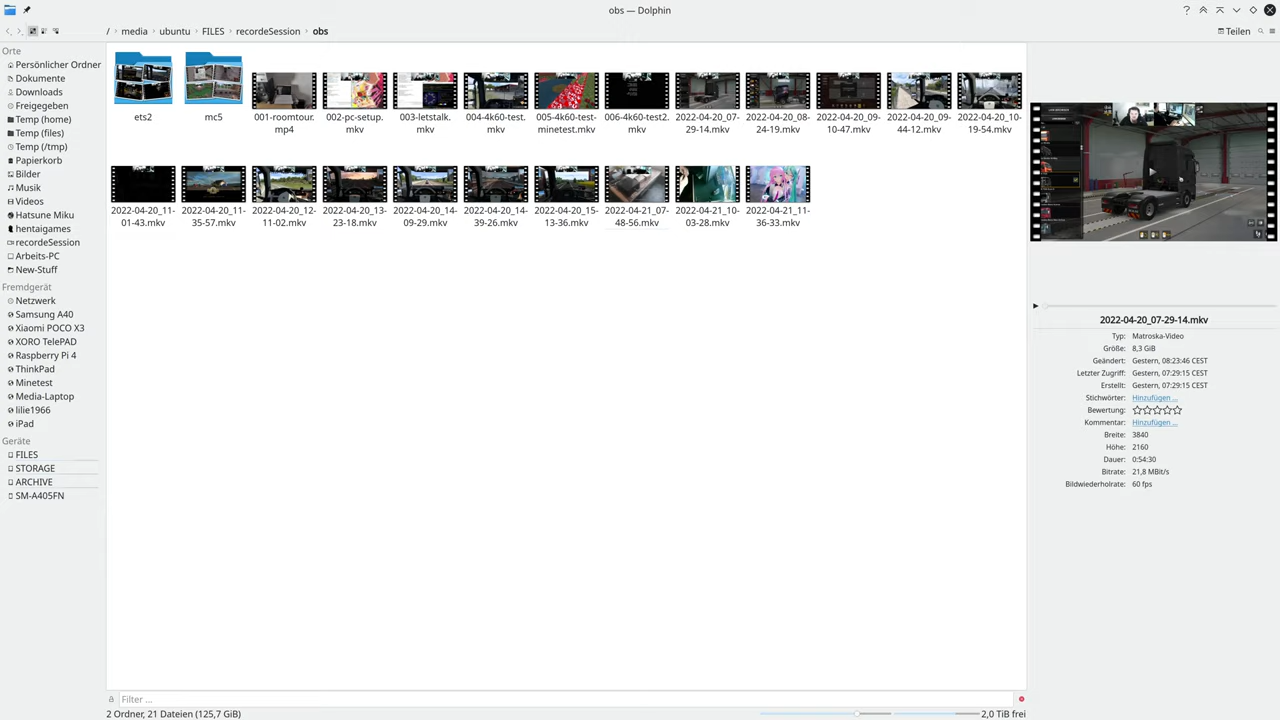 obs — Dolphin
/ media ubuntu FILES recordeSession obs
Teilen
Orte
Persönlicher Ordner
Dokumente
Downloads
Freigegeben
Temp (home)
Temp (files)
Temp (/tmp)
Papierkorb
Bilder
Musik
Videos
Hatsune Miku
hentaigames
recordeSession
Arbeits-PC
New-Stuff
Fremdgerät
Netzwerk
Samsung A40
Xiaomi POCO X3
XORO TelePAD
Raspberry Pi 4
ThinkPad
Minetest
Media-Laptop
lilie1966
iPad
Geräte
FILES
STORAGE
ARCHIVE
SM-A405FN
ets2
mc5
001-roomtour.
mp4
002-pc-setup.
mkv
003-letstalk.
mkv
004-4k60-test.
mkv
005-4k60-test-
minetest.mkv
006-4k60-test2.
mkv
2022-04-20_07-
29-14.mkv
2022-04-20_08-
24-19.mkv
2022-04-20_09-
10-47.mkv
2022-04-20_09-
44-12.mkv
2022-04-20_10-
19-54.mkv
2022-04-20_11-
01-43.mkv
2022-04-20_11-
35-57.mkv
2022-04-20_12-
11-02.mkv
2022-04-20_13-
23-18.mkv
2022-04-20_14-
09-29.mkv
2022-04-20_14-
39-26.mkv
2022-04-20_15-
13-36.mkv
2022-04-21_07-
48-56.mkv
2022-04-21_10-
03-28.mkv
2022-04-21_11-
36-33.mkv
2022-04-20_07-29-14.mkv
Typ: Matroska-Video
Größe: 8,3 GiB
Geändert: Gestern, 08:23:46 CEST
Letzter Zugriff: Gestern, 07:29:15 CEST
Erstellt: Gestern, 07:29:15 CEST
Stichwörter: Hinzufügen ...
Bewertung:
Kommentar: Hinzufügen ...
Breite: 3840
Höhe: 2160
Dauer: 0:54:30
Bitrate: 21,8 MBit/s
Bildwiederholrate: 60 fps
Filter ...
2 Ordner, 21 Dateien (125,7 GiB)
2,0 TiB frei